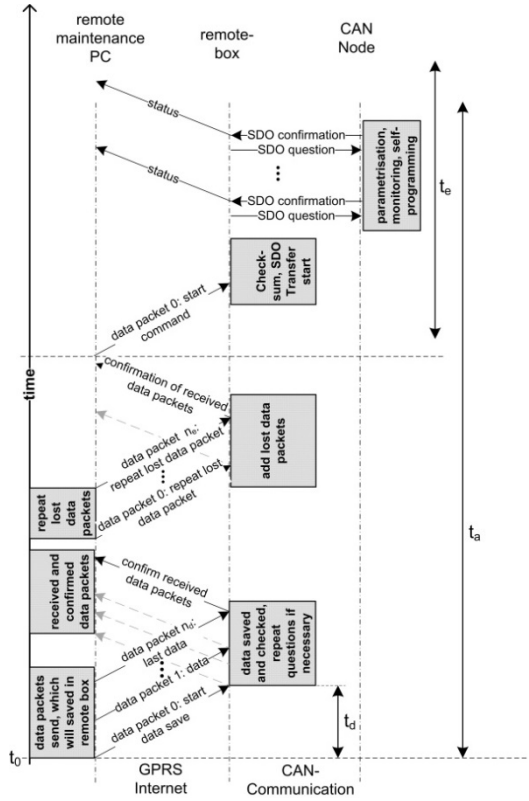 remote
maintenance
PC
remote-
box
CAN
Node
status
SDO confirmation
SDO question
status
SDO confirmation
SDO question
parametrisation,
monitoring, self-
programming
tₑ
Check-
sum, SDO
Transfer
start
data packet 0: start
command
time
confirmation of received
data packets
data packet nₑ:
repeat lost data packet
data packet 0: repeat lost
data packet
add lost data
packets
repeat
lost
data
packets
tₐ
received and
confirmed
data packets
confirm received
data packets
data packet n_d:
last data
data packet 1: data
data packet 0: start
data save
data saved
and checked,
repeat
questions if
necessary
data packets
send, which
will saved in
remote box
t_d
t₀
GPRS
Internet
CAN-
Communication